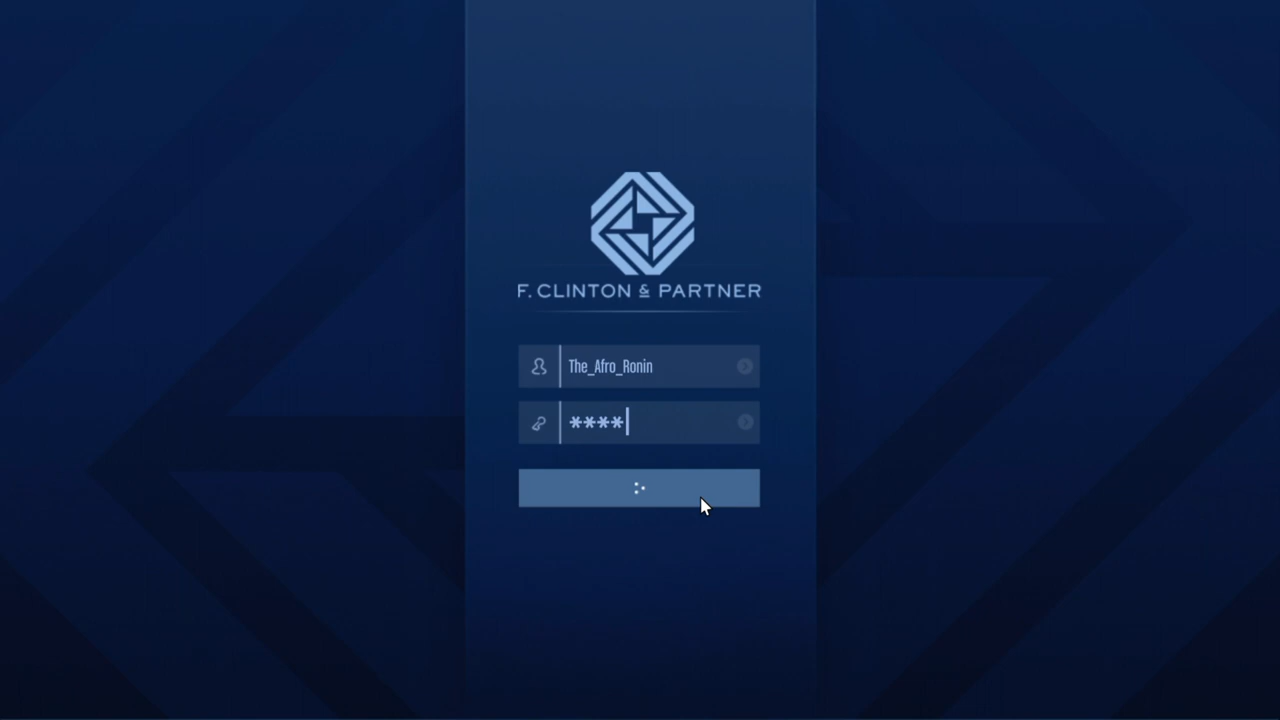 F. CLINTON & PARTNER
The_Afro_Ronin
****